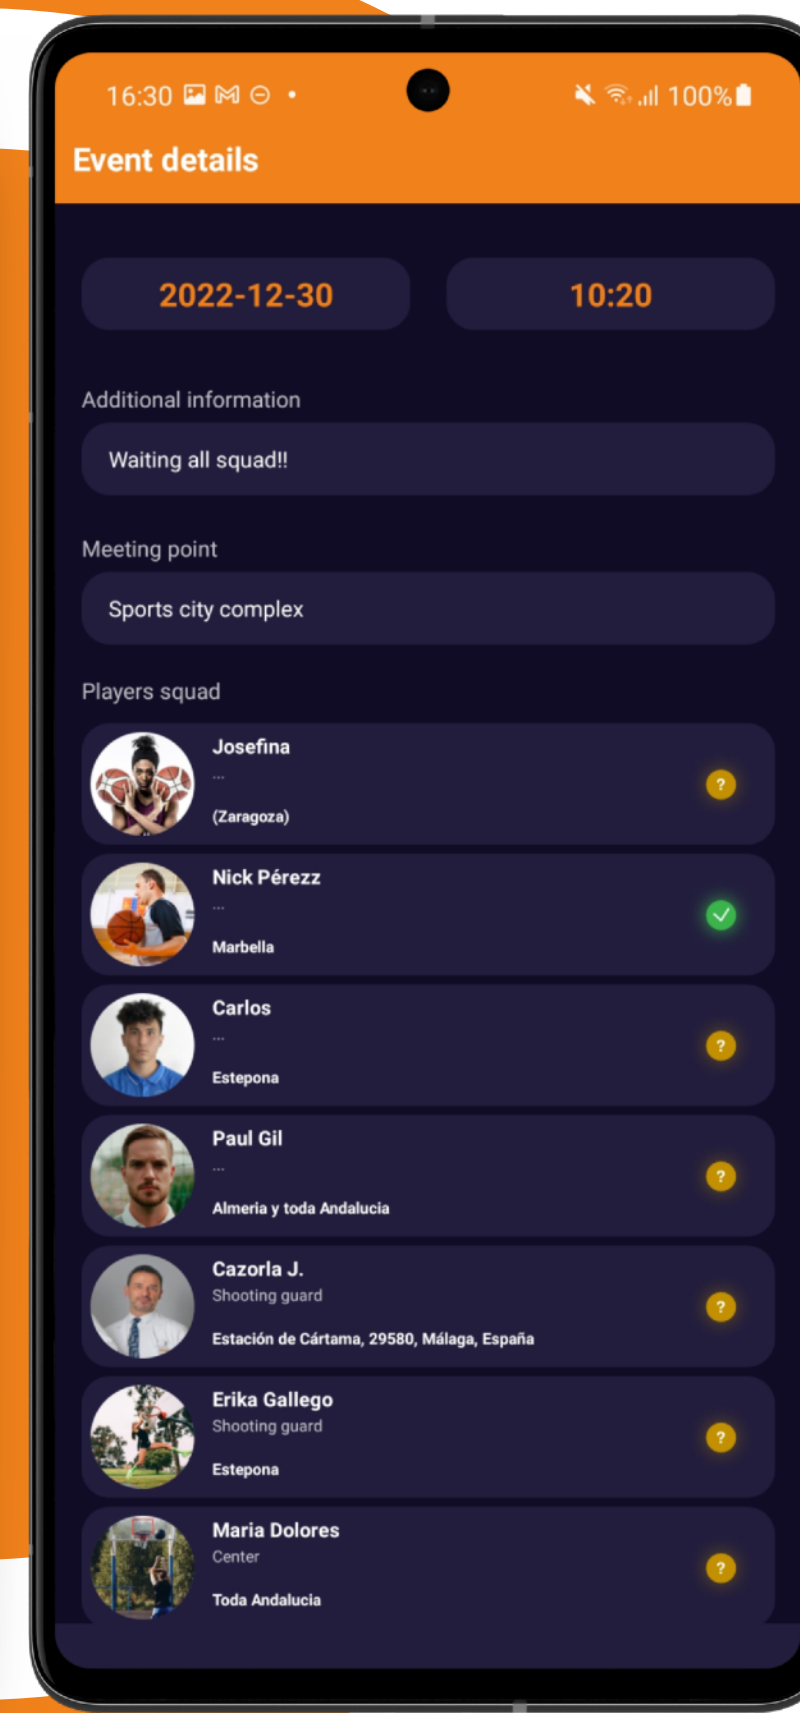 16:30 100%
Event details
2022-12-30 10:20
Additional information
Waiting all squad!!
Meeting point
Sports city complex
Players squad
Josefina
...
(Zaragoza)
?
Nick Pérezz
...
Marbella
Carlos
...
Estepona
?
Paul Gil
...
Almeria y toda Andalucia
?
Cazorla J.
Shooting guard
Estación de Cártama, 29580, Málaga, España
?
Erika Gallego
Shooting guard
Estepona
?
Maria Dolores
Center
Toda Andalucia
?